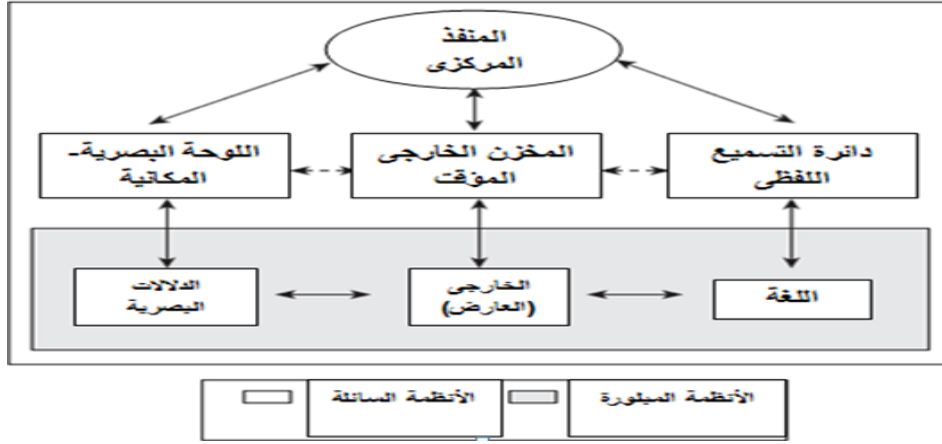 المنفذ
المركزى
دائرة التسميع
اللفظى
المخزن الخارجى
المؤقت
اللوحة البصرية-
المكانية
اللغة
الخارجى
(العارض)
الدلالات
البصرية
الأنظمة المبلورة
الأنظمة السائلة